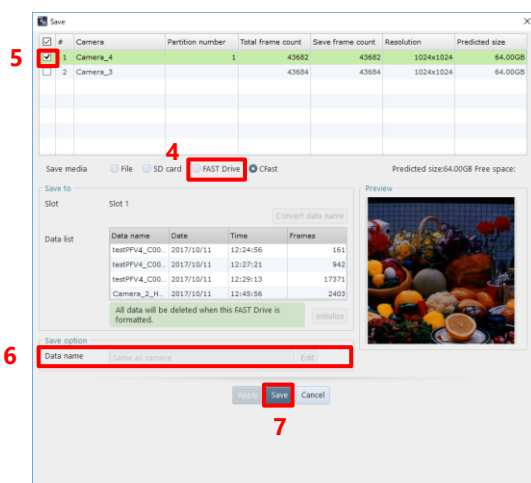 Save
# Camera Partition number Total frame count Save frame count Resolution Predicted size
5
1 Camera_4 1 43682 43682 1024x1024 64.00GB
2 Camera_3 43684 43684 1024x1024 64.00GB
4
Save media File SD card FAST Drive CFast Predicted size:64.00GB Free space:
Save to Preview
Slot Slot 1
Convert data name
Data list Data name Date Time Frames
testPFV4_C00.. 2017/10/11 12:24:56 161
testPFV4_C00.. 2017/10/11 12:27:21 942
testPFV4_C00.. 2017/10/11 12:29:13 17371
Camera_2_H.. 2017/10/11 12:45:56 2403
All data will be deleted when this FAST Drive is
formatted.
Initialize
Save option
6
Data name Same as camera Edit
Apply Save Cancel
7